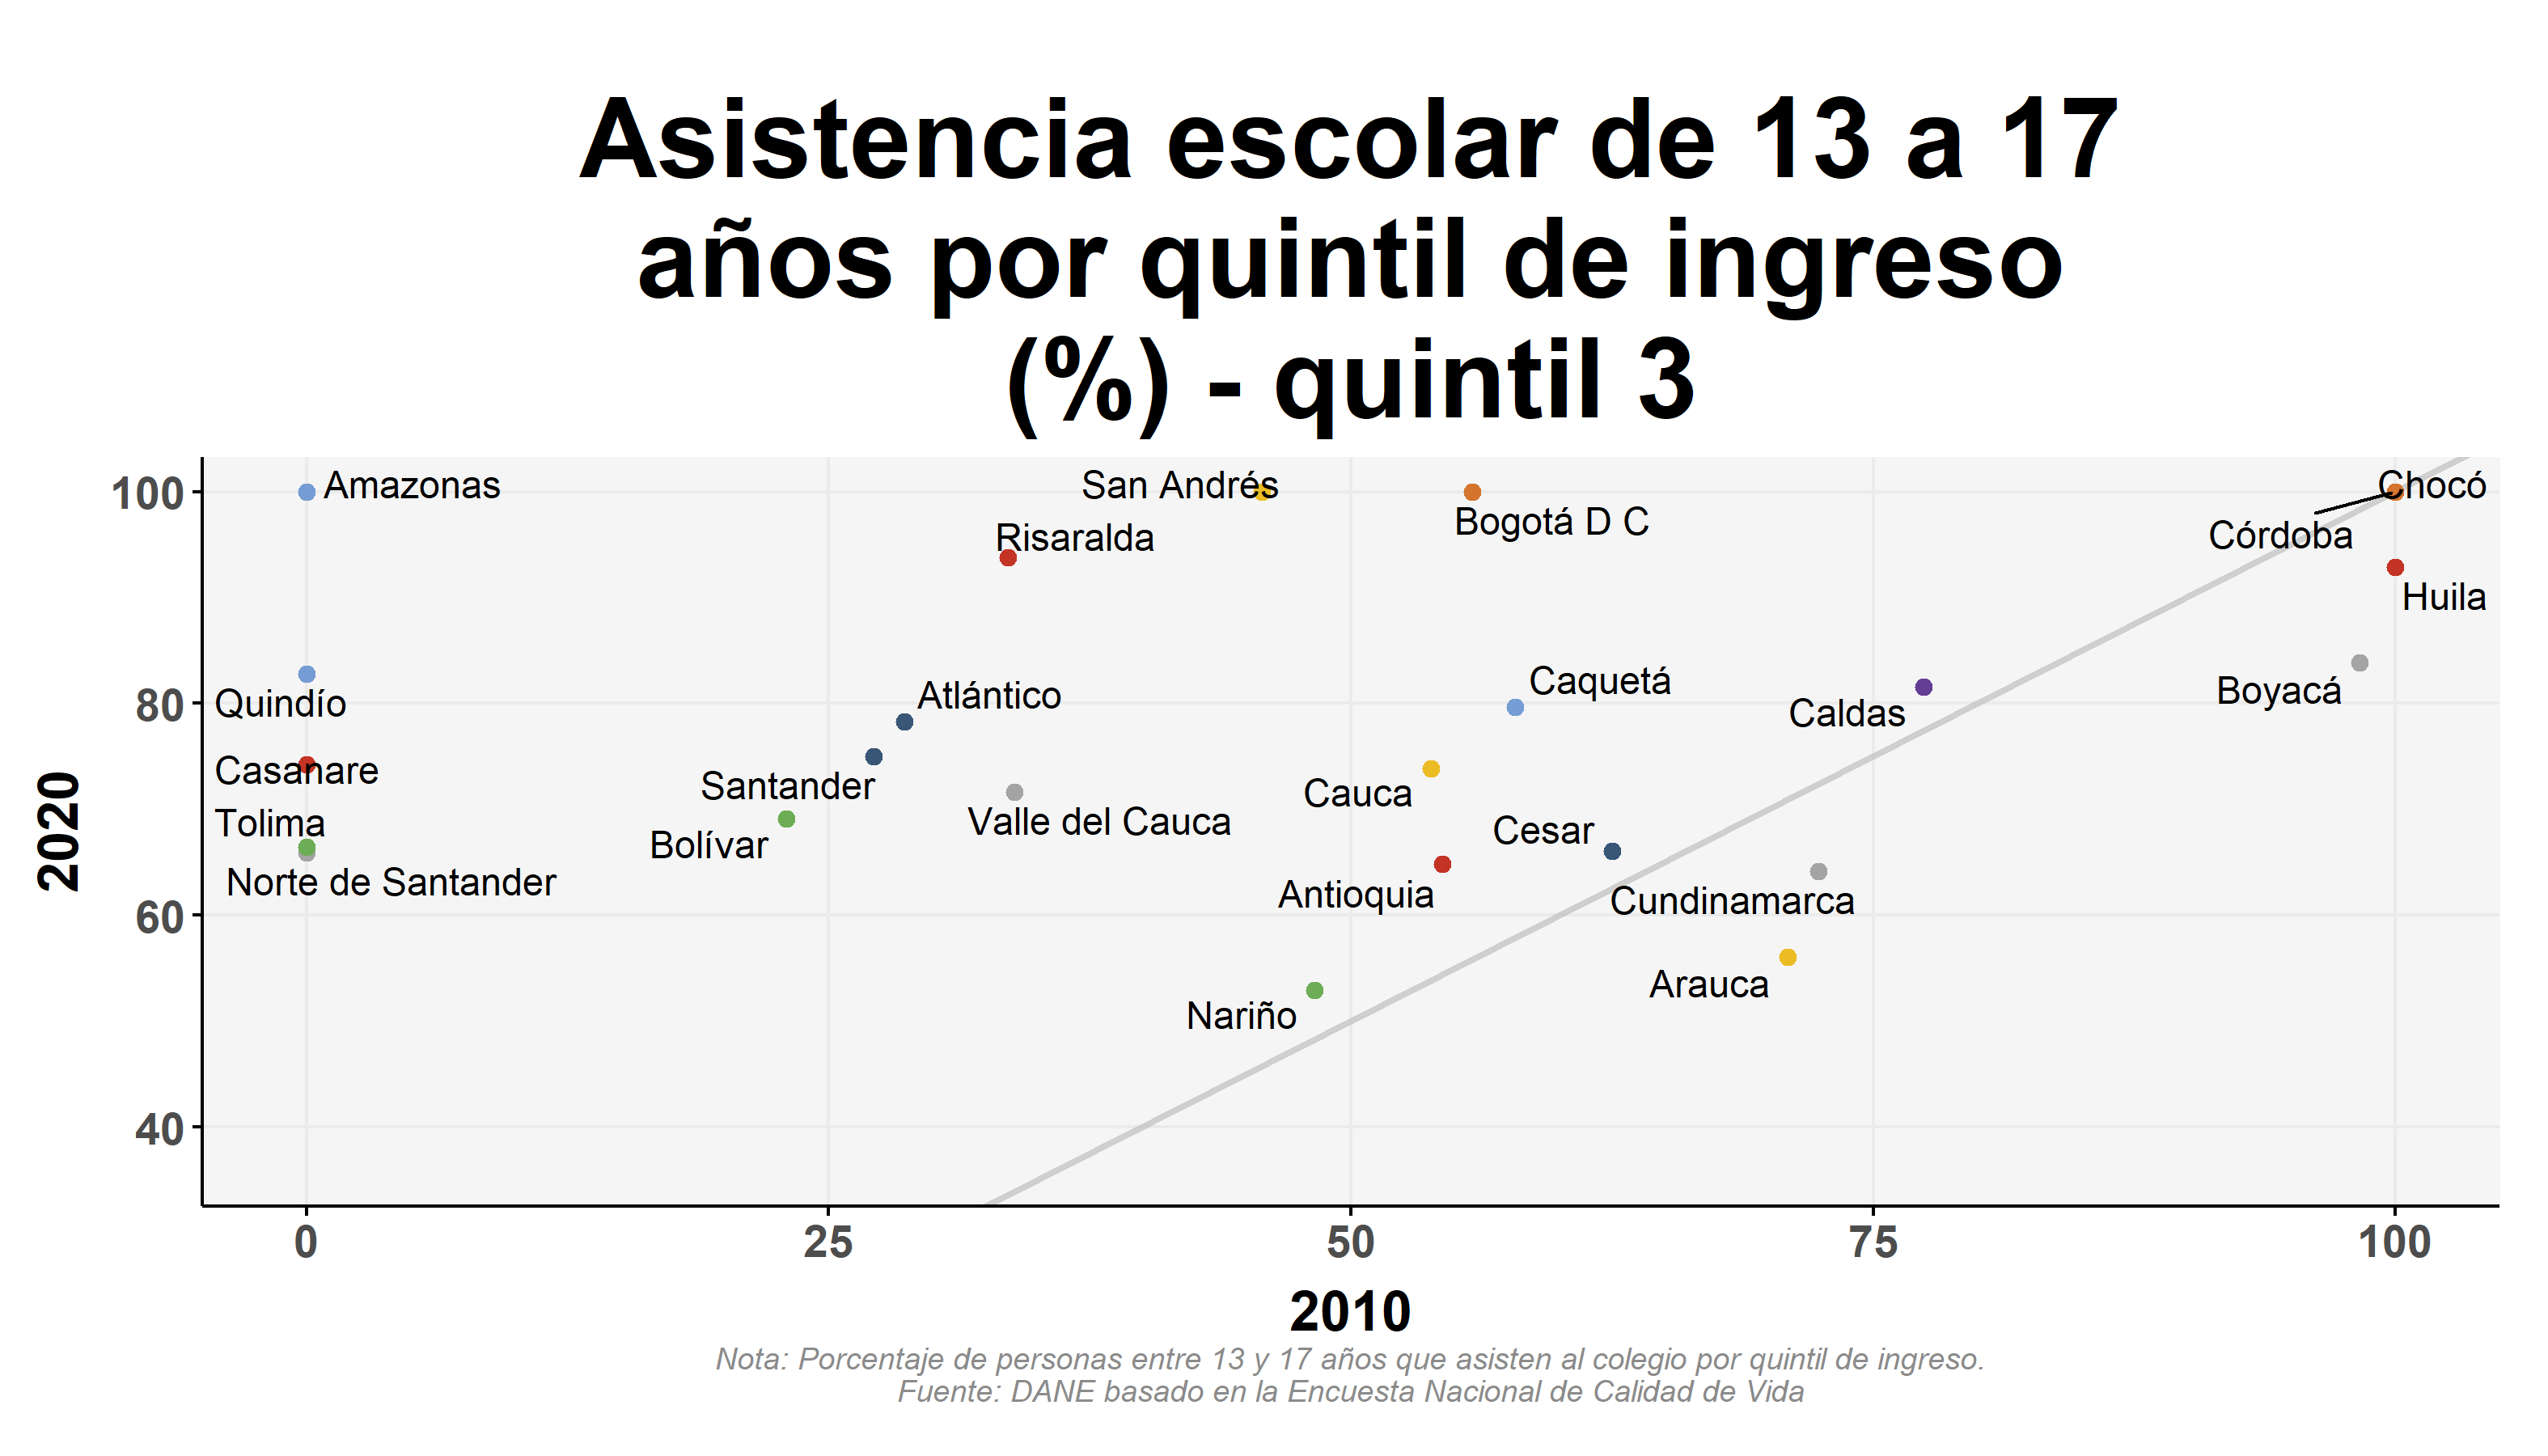 Asistencia escolar de 13 a 17
años por quintil de ingreso
(%) - quintil 3
100
80
60
40
2020
Amazonas
San Andrés
Chocó
Bogotá D C
Córdoba
Risaralda
Huila
Quindío
Atlántico
Caquetá
Boyacá
Caldas
Casanare
Santander
Cauca
Tolima
Valle del Cauca
Cesar
Bolívar
Norte de Santander
Antioquia
Cundinamarca
Arauca
Nariño
0
25
50
75
100
2010
Nota: Porcentaje de personas entre 13 y 17 años que asisten al colegio por quintil de ingreso.
Fuente: DANE basado en la Encuesta Nacional de Calidad de Vida